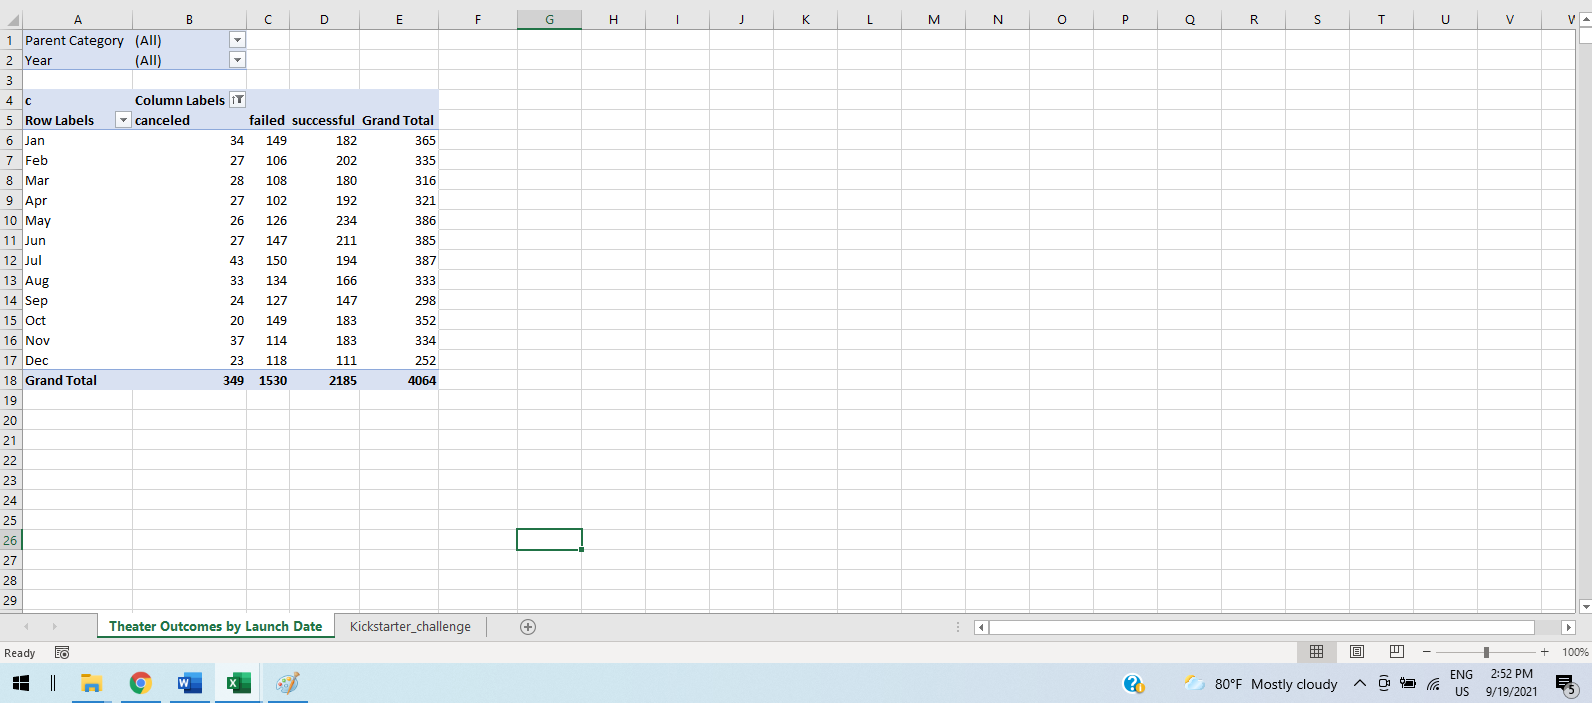 A B C D E F G H I J K L M N O P Q R S T U V W
1 Parent Category (All)
2 Year (All)
3
4 c Column Labels
5 Row Labels canceled failed successful Grand Total
6 Jan 34 149 182 365
7 Feb 27 106 202 335
8 Mar 28 108 180 316
9 Apr 27 102 192 321
10 May 26 126 234 386
11 Jun 27 147 211 385
12 Jul 43 150 194 387
13 Aug 33 134 166 333
14 Sep 24 127 147 298
15 Oct 20 149 183 352
16 Nov 37 114 183 334
17 Dec 23 118 111 252
18 Grand Total 349 1530 2185 4064
19
20
21
22
23
24
25
26
27
28
29
Theater Outcomes by Launch Date Kickstarter_challenge
Ready 100%
80°F Mostly cloudy ENG 2:52 PM
US 9/19/2021 5